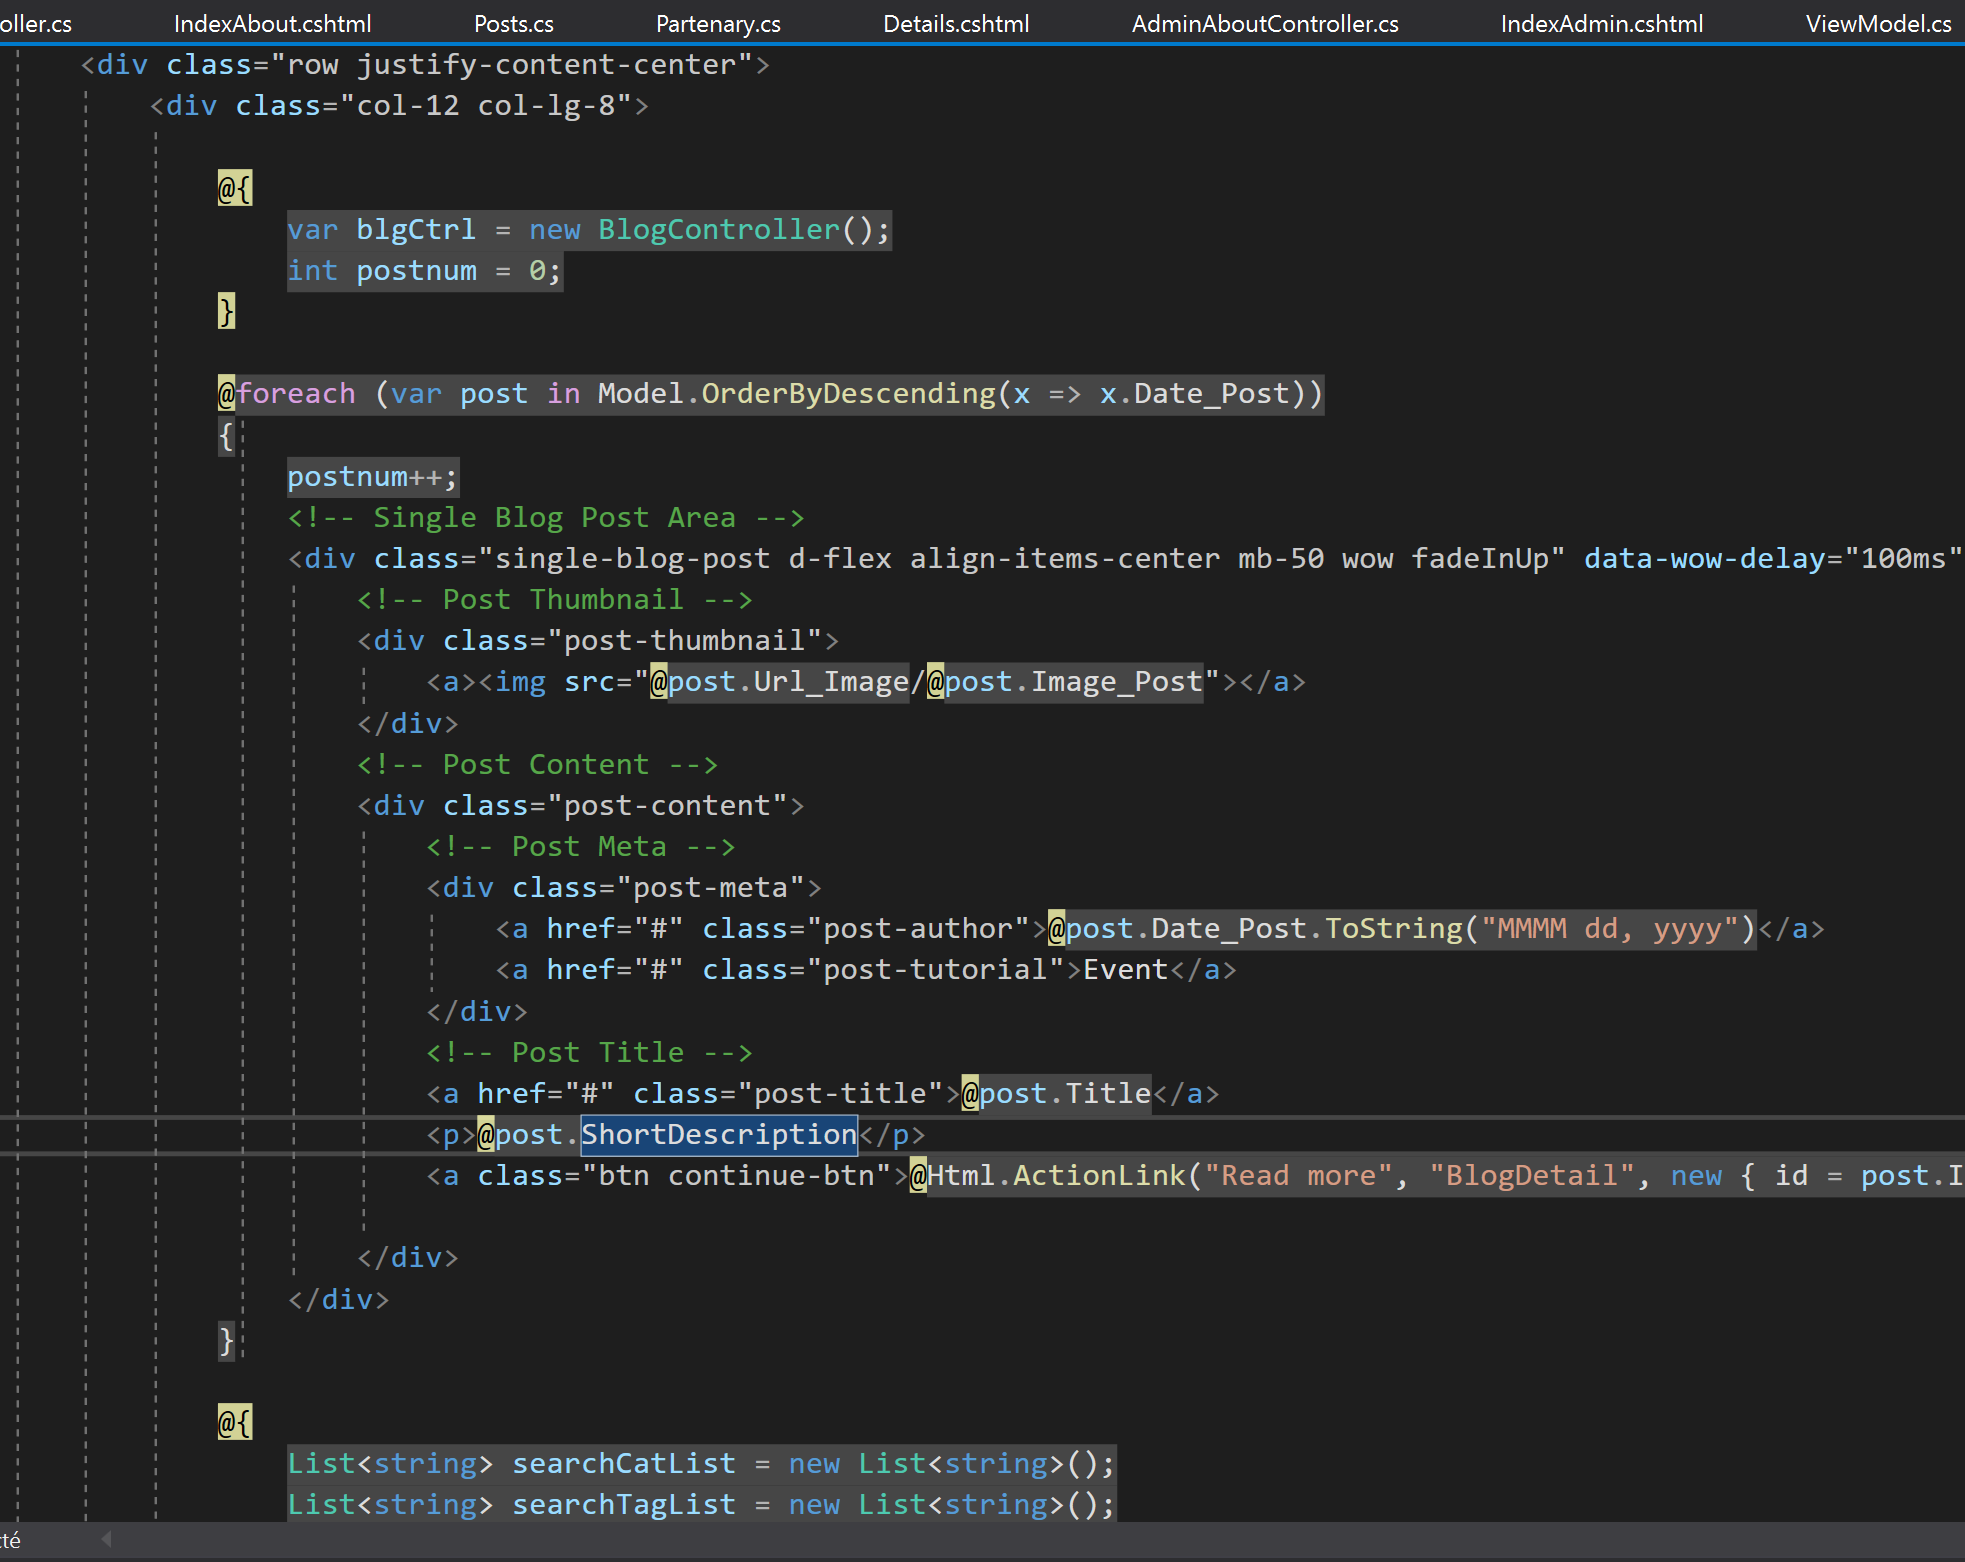 oller.cs IndexAbout.cshtml Posts.cs Partenary.cs Details.cshtml AdminAboutController.cs IndexAdmin.cshtml ViewModel.cs
<div class="row justify-content-center">
<div class="col-12 col-lg-8">
@{
var blgCtrl = new BlogController();
int postnum = 0;
}
@foreach (var post in Model.OrderByDescending(x => x.Date_Post))
{
postnum++;
<!-- Single Blog Post Area -->
<div class="single-blog-post d-flex align-items-center mb-50 wow fadeInUp" data-wow-delay="100ms"
<!-- Post Thumbnail -->
<div class="post-thumbnail">
<a><img src="@post.Url_Image/@post.Image_Post"></a>
</div>
<!-- Post Content -->
<div class="post-content">
<!-- Post Meta -->
<div class="post-meta">
<a href="#" class="post-author">@post.Date_Post.ToString("MMMM dd, yyyy")</a>
<a href="#" class="post-tutorial">Event</a>
</div>
<!-- Post Title -->
<a href="#" class="post-title">@post.Title</a>
<p>@post.ShortDescription</p>
<a class="btn continue-btn">@Html.ActionLink("Read more", "BlogDetail", new { id = post.I
</div>
</div>
}
@{
List<string> searchCatList = new List<string>();
List<string> searchTagList = new List<string>();
cté